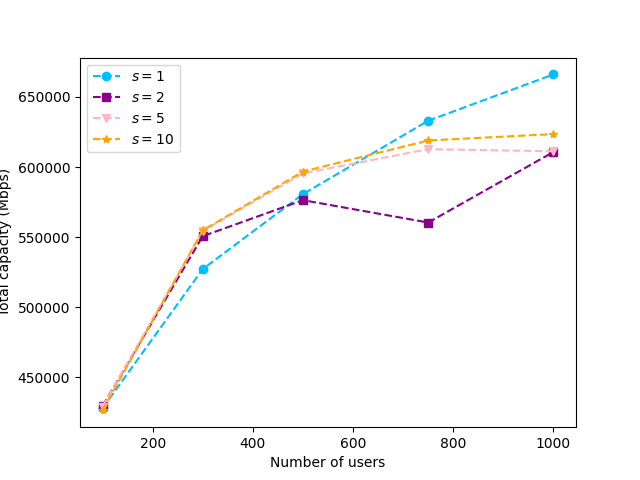 s = 1
s = 2
s = 5
s = 10
650000
600000
550000
500000
450000
Total capacity (Mbps)
200 400 600 800 1000
Number of users